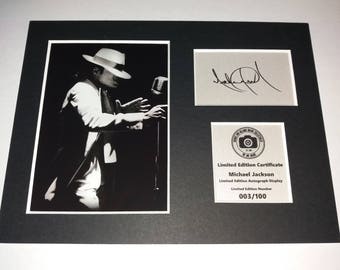 Limited Edition Certificate
Michael Jackson
Limited Edition Autograph Display
Limited Edition Number
003/100